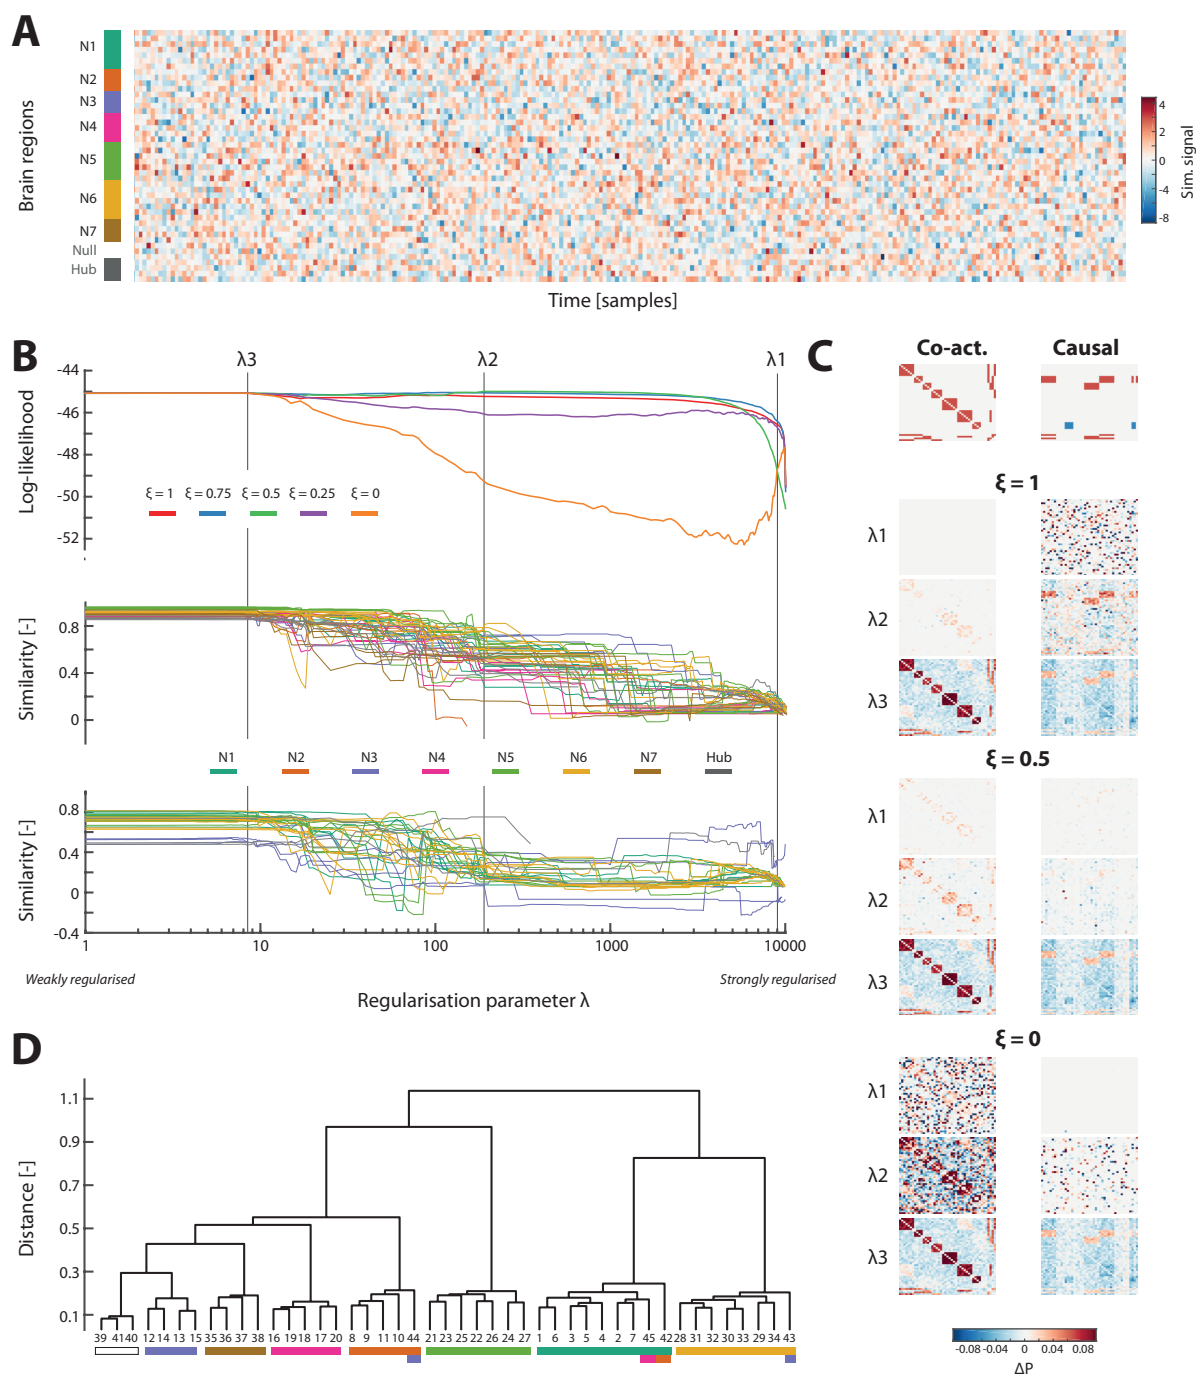 A
Brain regions
N1
N2
N3
N4
N5
N6
N7
Null
Hub
Time [samples]
4
2
0
-4
-8
Sim. signal
B
λ3
λ2
λ1
-44
-46
-48
-50
-52
Log-likelihood
ξ = 1
ξ = 0.75
ξ = 0.5
ξ = 0.25
ξ = 0
0.8
0.4
0
Similarity [-]
N1
N2
N3
N4
N5
N6
N7
Hub
0.8
0.4
0
-0.4
Similarity [-]
1
10
100
1000
10000
Weakly regularised
Strongly regularised
Regularisation parameter λ
C
Co-act.
Causal
ξ = 1
λ1
λ2
λ3
ξ = 0.5
λ1
λ2
λ3
ξ = 0
λ1
λ2
λ3
-0.08
-0.04
0
0.04
0.08
ΔP
D
1.1
0.9
0.7
0.5
0.3
0.1
Distance [-]
39 41 40 12 14 13 15 35 36 37 38 16 19 18 17 20 8 9 11 10 44 21 23 25 22 26 24 27 1 6 3 5 4 2 7 45 42 28 31 32 30 33 29 34 43